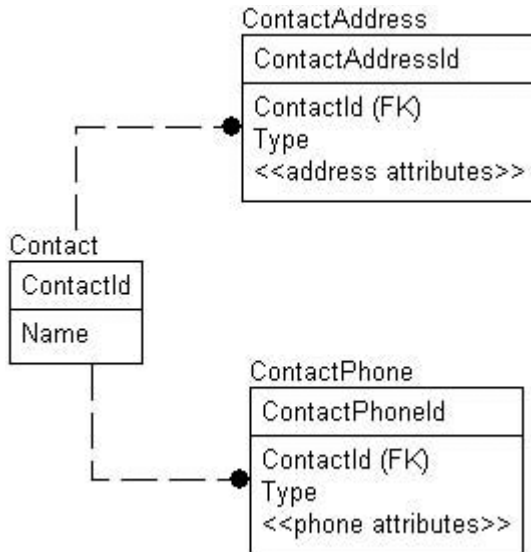 ContactAddress
ContactAddressId
ContactId (FK)
Type
<<address attributes>>
Contact
ContactId
Name
ContactPhone
ContactPhoneId
ContactId (FK)
Type
<<phone attributes>>